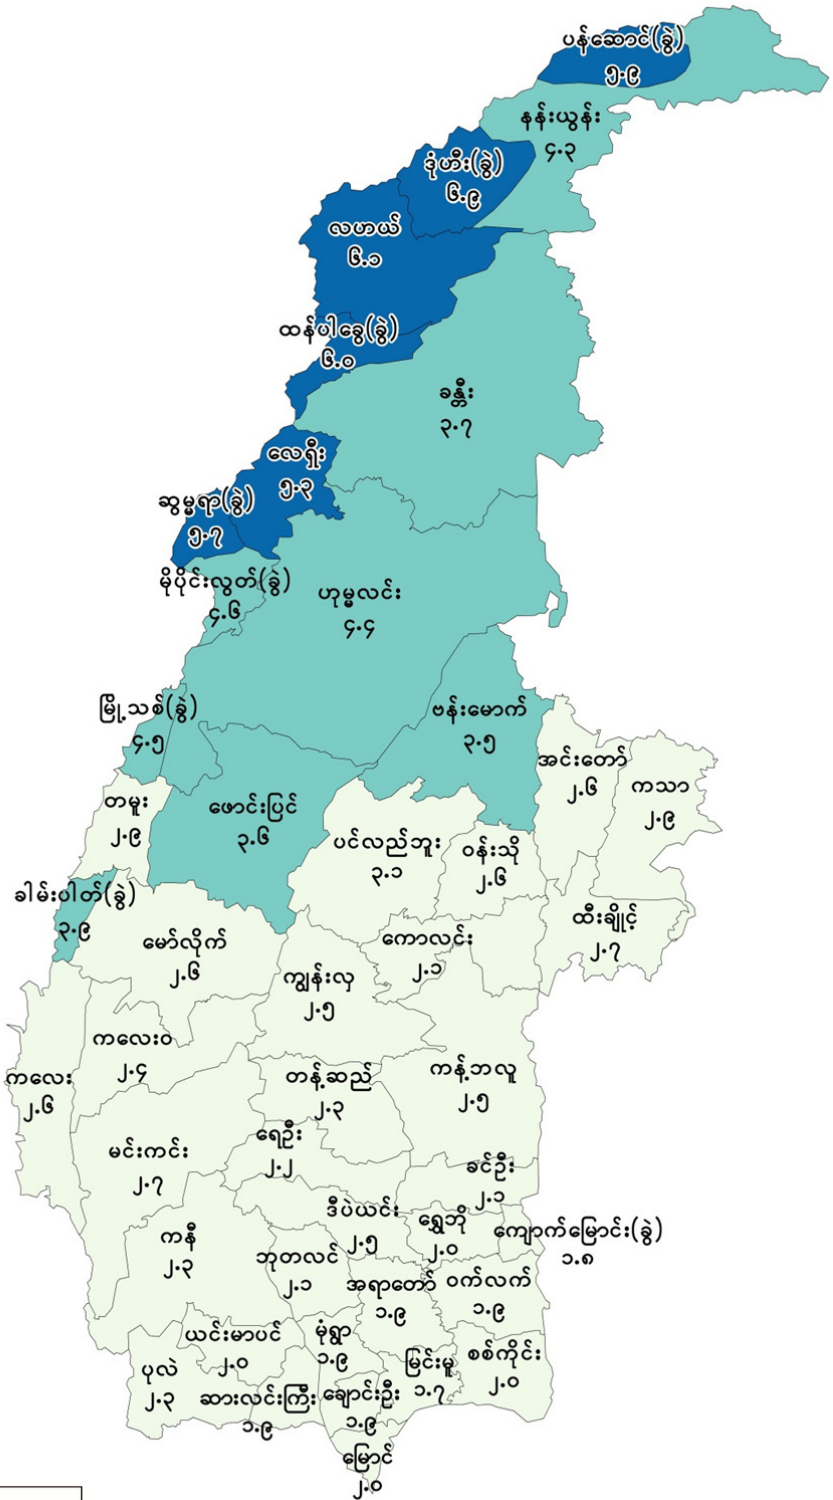 ပန်ဆောင်(ခွဲ)
၅.၉
နန်းယွန်း
၄.၃
ဒုံဟီး(ခွဲ)
၆.၉
လဟယ်
၆.၁
ထန်ပါခွေ(ခွဲ)
၆.၀
ခန္တီး
၃.၇
လေရှီး
၅.၃
ဆွမ္မရာ(ခွဲ)
၅.၇
မိုပိုင်းလွတ်(ခွဲ)
၄.၆
ဟုမ္မလင်း
၄.၄
မြို့သစ်(ခွဲ)
၄.၅
ဗန်းမောက်
၃.၅
အင်းတော်
၂.၆
ကသာ
၂.၉
တမူး
၂.၉
ဖောင်းပြင်
၃.၆
ပင်လည်ဘူး
၃.၁
ဝန်းသို
၂.၆
ခါမ်းပါတ်(ခွဲ)
၃.၉
ထီးချိုင့်
၂.၇
မော်လိုက်
၂.၆
ကောလင်း
၂.၁
ကျွန်းလှ
၂.၅
ကလေးဝ
၂.၄
ကလေး
၂.၆
တန့်ဆည်
၂.၃
ကန့်ဘလူ
၂.၅
ရေဦး
၂.၂
မင်းကင်း
၂.၇
ခင်ဦး
၂.၁
ဒီပဲယင်း
၂.၅
ရွှေဘို
၂.၀
ကျောက်မြောင်း(ခွဲ)
၁.၈
ကနီ
၂.၃
ဘုတလင်
၂.၁
အရာတော်
၁.၉
ဝက်လက်
၁.၉
ယင်းမာပင်
၂.၀
မုံရွာ
၁.၉
မြင်းမူ
၁.၇
စစ်ကိုင်း
၂.၀
ပုလဲ
၂.၃
ဆားလင်းကြီး
၁.၉
ချောင်းဦး
၁.၉
မြောင်
၂.၀